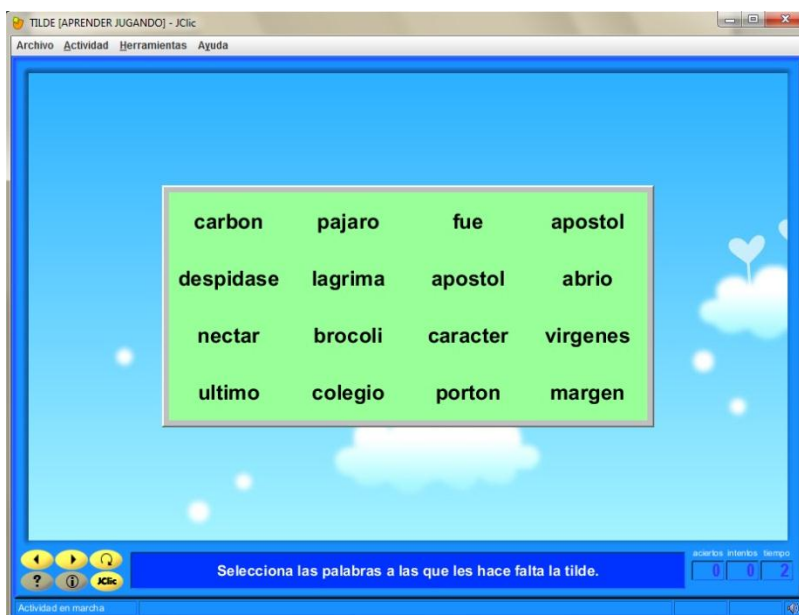 TILDE [APRENDER JUGANDO] - JClic
Archivo Actividad Herramientas Ayuda
carbon pajaro fue apostol
despidase lagrima apostol abrio
nectar brocoli caracter virgenes
ultimo colegio porton margen
aciertos intentos tiempo
0 0 2
Selecciona las palabras a las que les hace falta la tilde.
? i JClic
Actividad en marcha